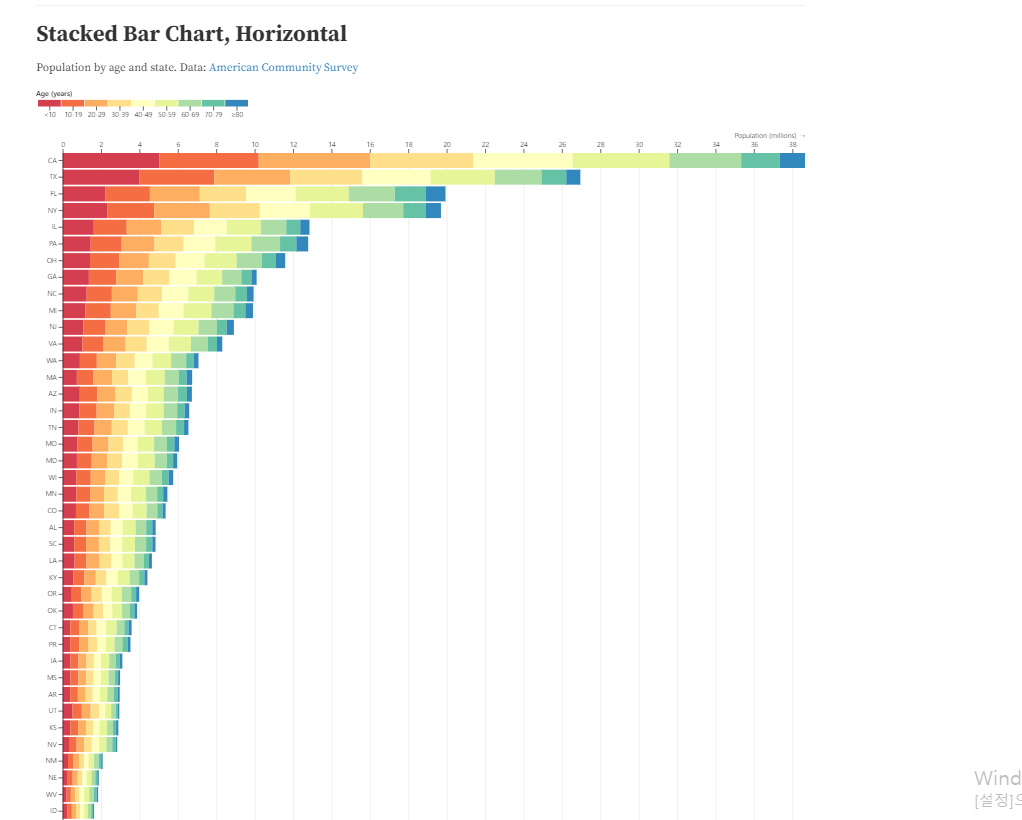 Stacked Bar Chart, Horizontal
Population by age and state. Data: American Community Survey
Age (years)
<10 10-19 20-29 30-39 40-49 50-59 60-69 70-79 ≥80
Population (millions) →
0 2 4 6 8 10 12 14 16 18 20 22 24 26 28 30 32 34 36 38
CA
TX
FL
NY
IL
PA
OH
GA
NC
MI
NJ
VA
WA
MA
AZ
IN
TN
MO
MD
WI
MN
CO
AL
SC
LA
KY
OR
OK
CT
PR
IA
MS
AR
UT
KS
NV
NM
NE
WV
ID
Wind
[설정]으